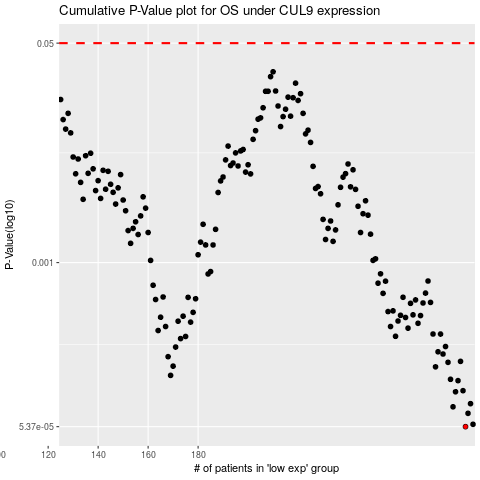 Cumulative P-Value plot for OS under CUL9 expression
0.05
P-Value(log10)
0.001
5.37e-05
00 120 140 160 180
# of patients in 'low exp' group